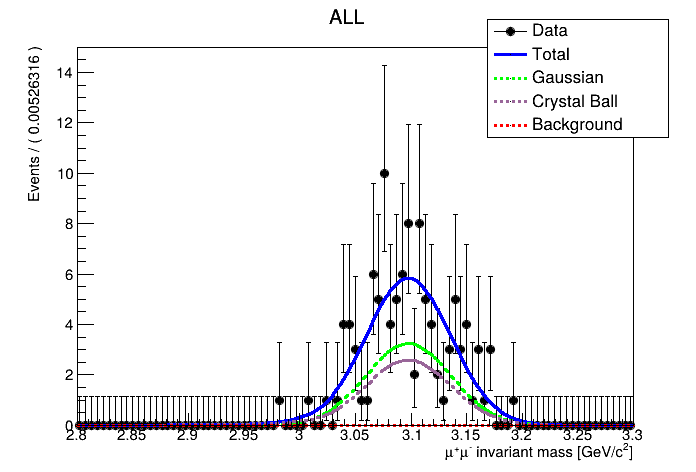 ALL
Data
Total
Gaussian
Crystal Ball
Background
Events / ( 0.00526316 )
14
12
10
8
6
4
2
0
2.8 2.85 2.9 2.95 3 3.05 3.1 3.15 3.2 3.25 3.3
μ⁺μ⁻ invariant mass [GeV/c²]